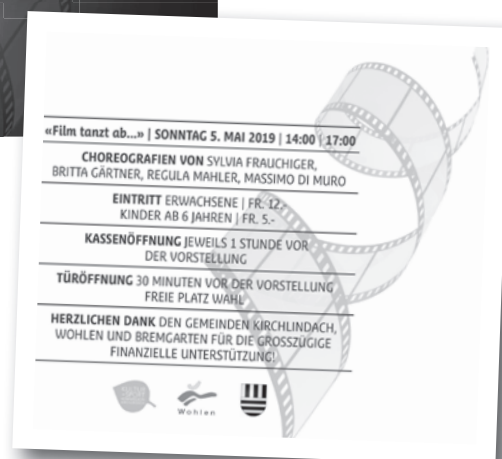 «Film tanzt ab...» | SONNTAG 5. MAI 2019 | 14:00 | 17:00
CHOREOGRAFIEN VON SYLVIA FRAUCHIGER,
BRITTA GÄRTNER, REGULA MAHLER, MASSIMO DI MURO
EINTRITT ERWACHSENE | FR. 12.-
KINDER AB 6 JAHREN | FR. 5.-
KASSENÖFFNUNG JEWEILS 1 STUNDE VOR
DER VORSTELLUNG
TÜRÖFFNUNG 30 MINUTEN VOR DER VORSTELLUNG
FREIE PLATZ WAHL
HERZLICHEN DANK DEN GEMEINDEN KIRCHLINDACH,
WOHLEN UND BREMGARTEN FÜR DIE GROSSZÜGIGE
FINANZIELLE UNTERSTÜTZUNG!
Wohlen